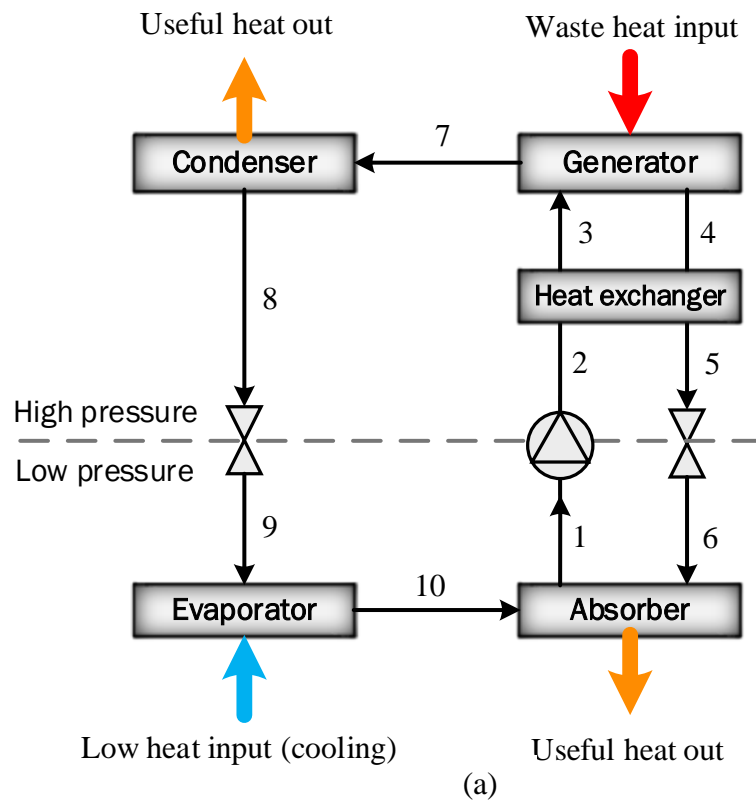 Useful heat out
Waste heat input
Condenser
7
Generator
3
4
Heat exchanger
8
2
5
High pressure
Low pressure
9
1
6
Evaporator
10
Absorber
Low heat input (cooling)
Useful heat out
(a)